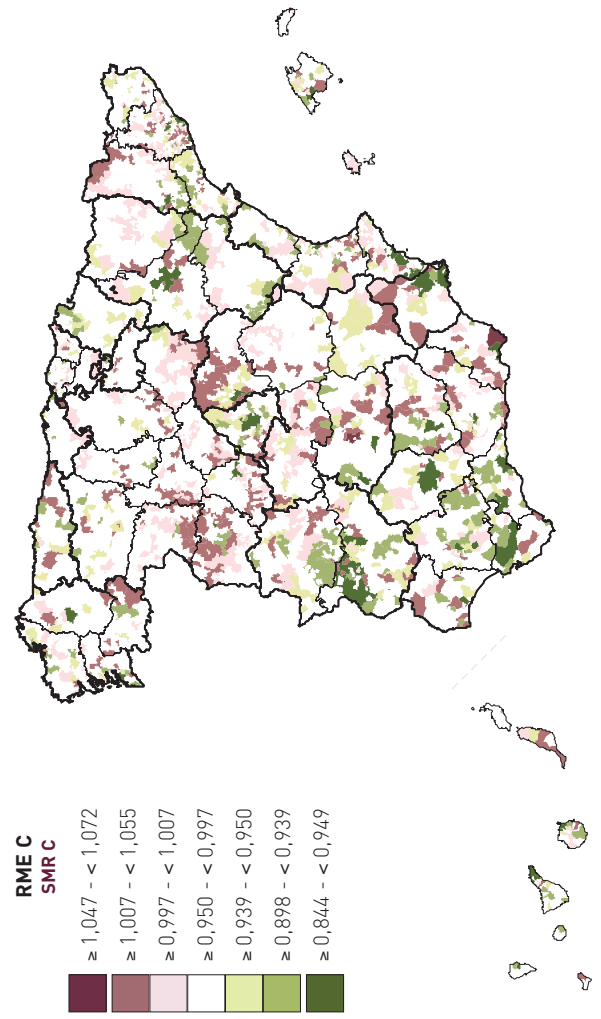 RME C
SMR C
≥ 1,047 - < 1,072
≥ 1,007 - < 1,055
≥ 0,997 - < 1,007
≥ 0,950 - < 0,997
≥ 0,939 - < 0,950
≥ 0,898 - < 0,939
≥ 0,844 - < 0,949